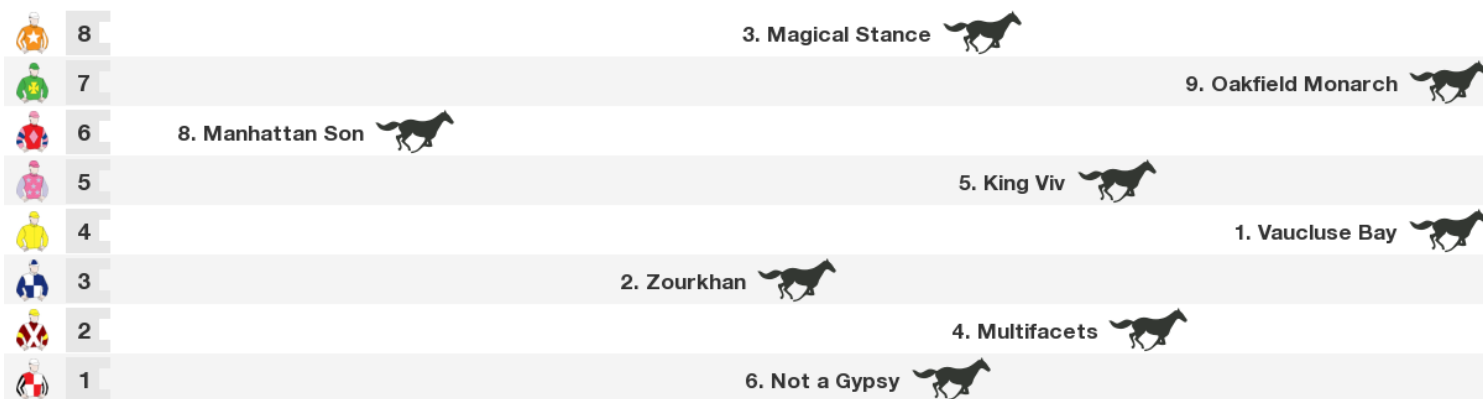 8 3. Magical Stance
7 9. Oakfield Monarch
6 8. Manhattan Son
5 5. King Viv
4 1. Vaucluse Bay
3 2. Zourkhan
2 4. Multifacets
1 6. Not a Gypsy